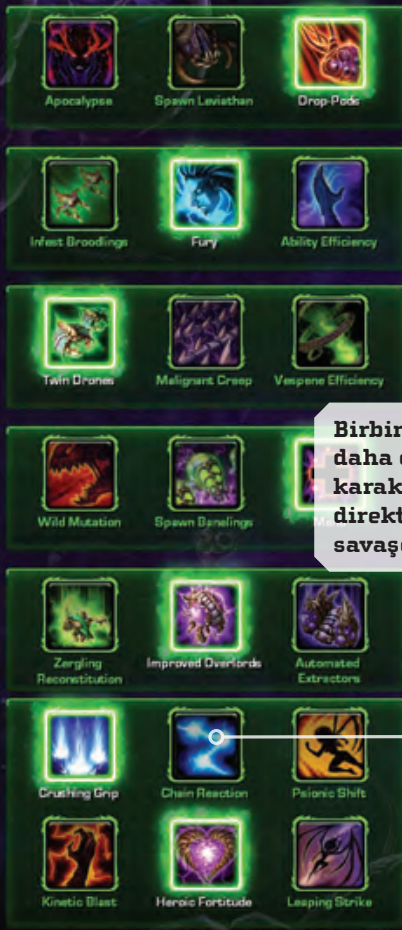 Apocalypse Spawn Leviathan Drop-Pods
Infest Broodlings Fury Ability Efficiency
Twin Drones Malignant Creep Vespene Efficiency
Birbir
daha
karak
direkt
savaş
Wild Mutation Spawn Banelings
Zergling Improved Overlords Automated
Reconstitution Extractors
Crushing Grip Chain Reaction Psionic Shift
Kinetic Blast Heroic Fortitude Leaping Strike